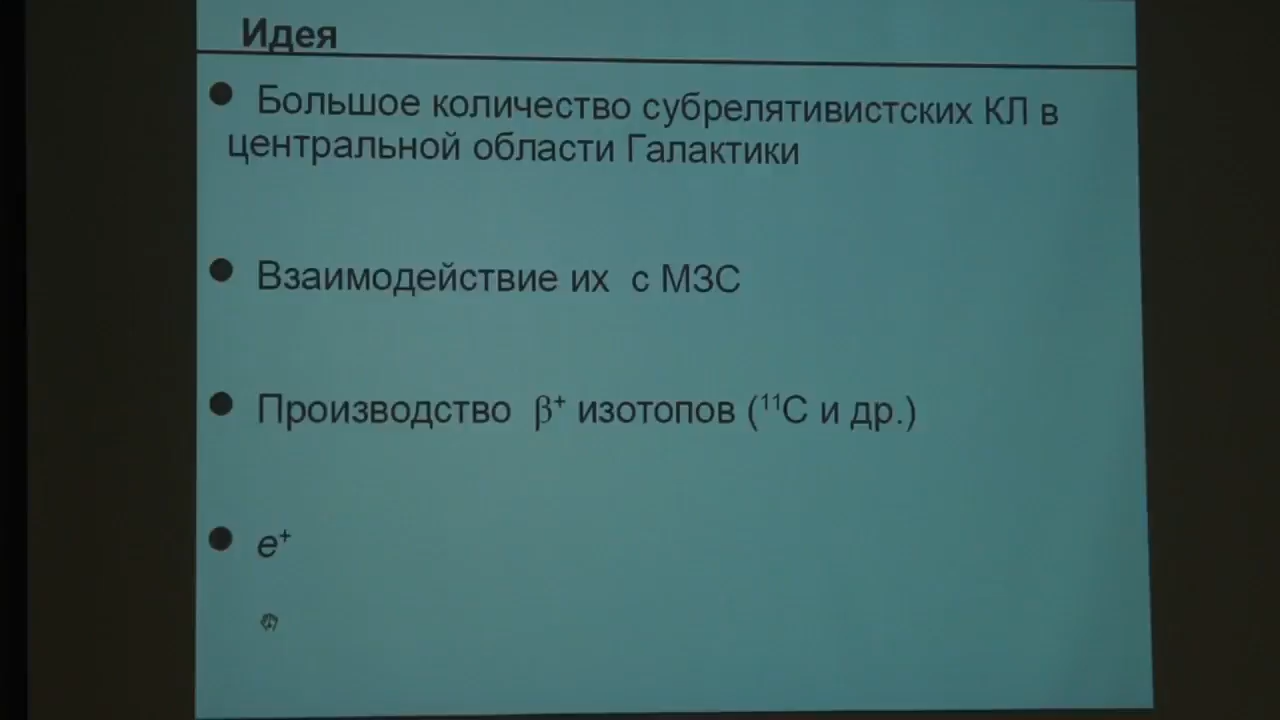 Идея
Большое количество субрелятивистских КЛ в
центральной области Галактики
Взаимодействие их с МЗС
Производство β⁺ изотопов (¹¹C и др.)
e⁺